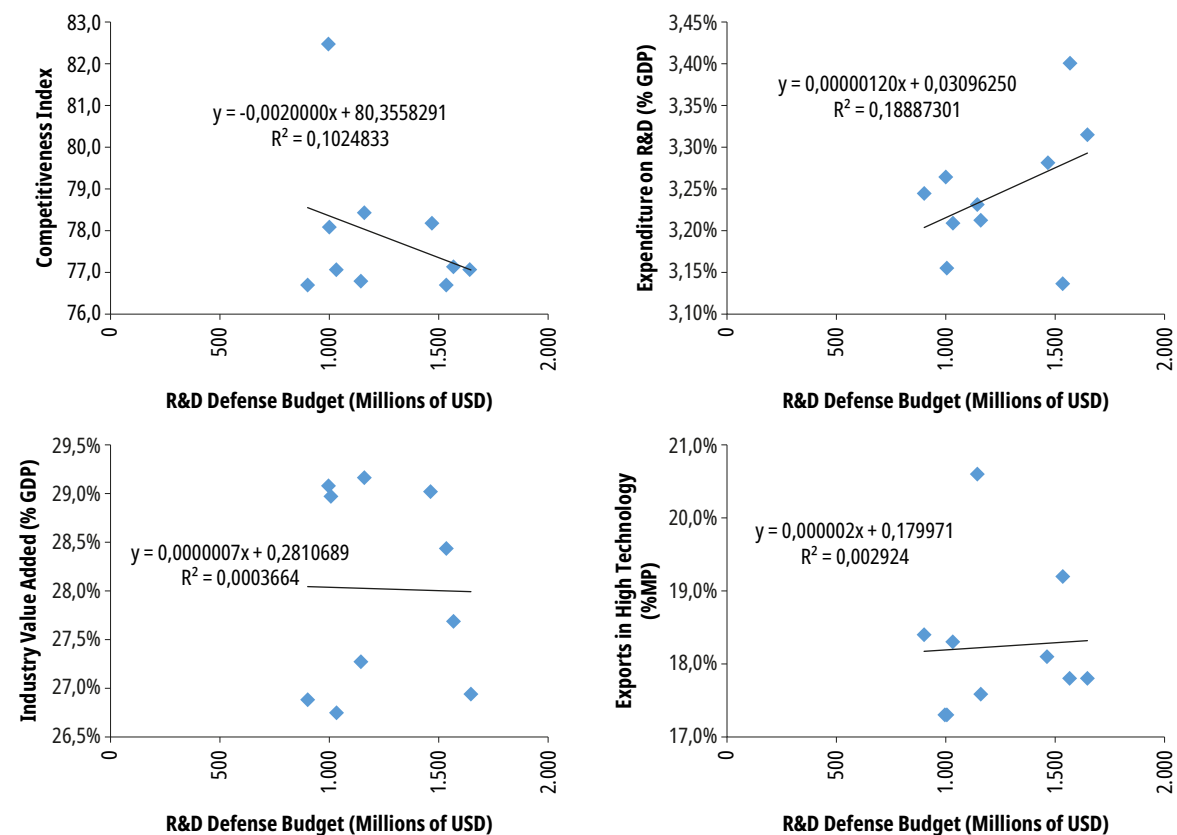 83,0
82,0
81,0
80,0
79,0
78,0
77,0
76,0
Competitiveness Index
y = -0,0020000x + 80,3558291
R² = 0,1024833
0
500
1.000
1.500
2.000
R&D Defense Budget (Millions of USD)
3,45%
3,40%
3,35%
3,30%
3,25%
3,20%
3,15%
3,10%
Expenditure on R&D (% GDP)
y = 0,00000120x + 0,03096250
R² = 0,18887301
0
500
1.000
1.500
2.000
R&D Defense Budget (Millions of USD)
29,5%
29,0%
28,5%
28,0%
27,5%
27,0%
26,5%
Industry Value Added (% GDP)
y = 0,0000007x + 0,2810689
R² = 0,0003664
0
500
1.000
1.500
2.000
R&D Defense Budget (Millions of USD)
21,0%
20,0%
19,0%
18,0%
17,0%
Exports in High Technology
(%MP)
y = 0,000002x + 0,179971
R² = 0,002924
0
500
1.000
1.500
2.000
R&D Defense Budget (Millions of USD)